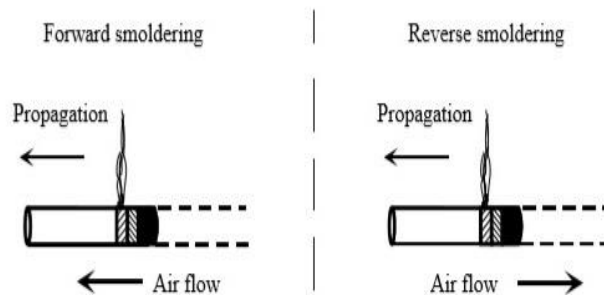 Forward smoldering
Propagation
Air flow
Reverse smoldering
Propagation
Air flow